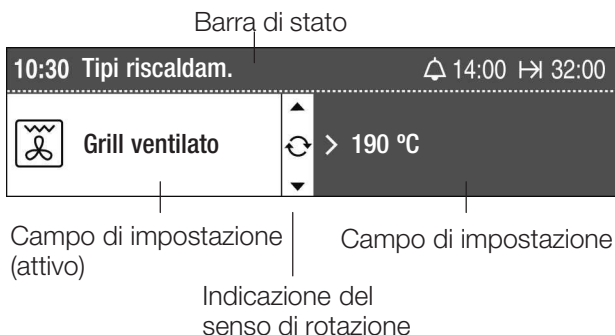 Barra di stato
10:30 Tipi riscaldam. 14:00 32:00
Grill ventilato > 190 ºC
Campo di impostazione Campo di impostazione
(attivo)
Indicazione del
senso di rotazione